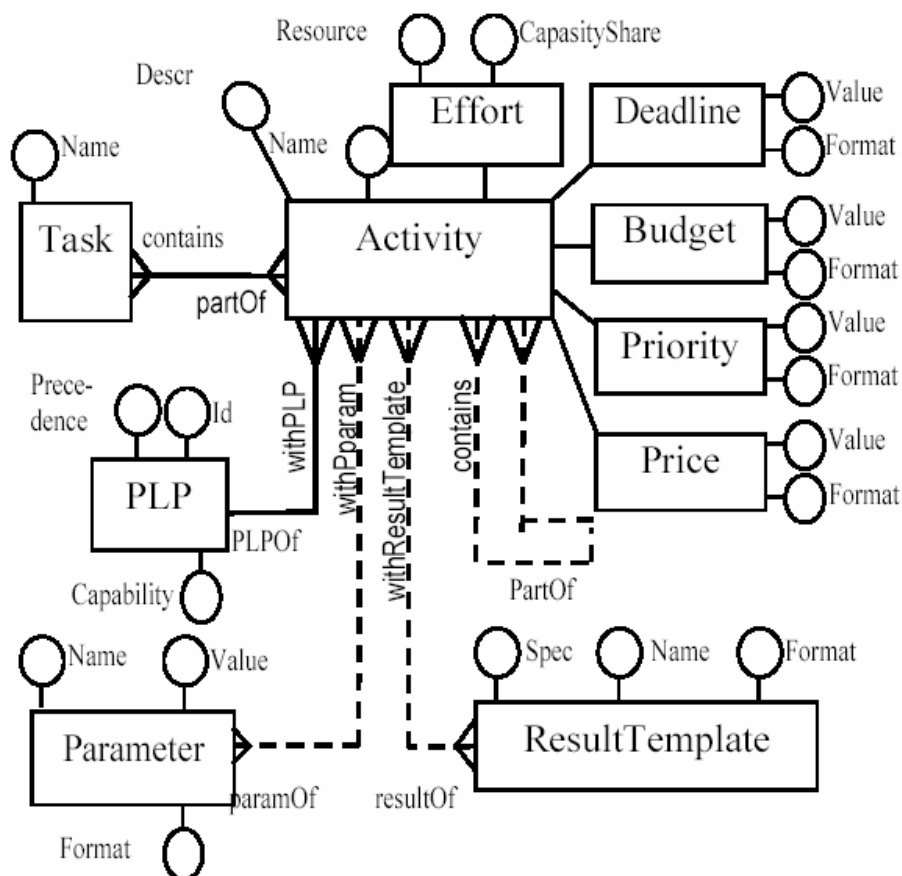 Resource
CapasityShare
Descr
Effort
Deadline
Value
Format
Name
Name
Task
contains
partOf
Activity
Budget
Value
Format
Priority
Value
Format
Prece-
dence
Id
withPLP
withPparam
withResultTemplate
contains
Price
Value
Format
PLP
PLPOf
Capability
PartOf
Name
Value
Spec
Name
Format
Parameter
paramOf
resultOf
ResultTemplate
Format